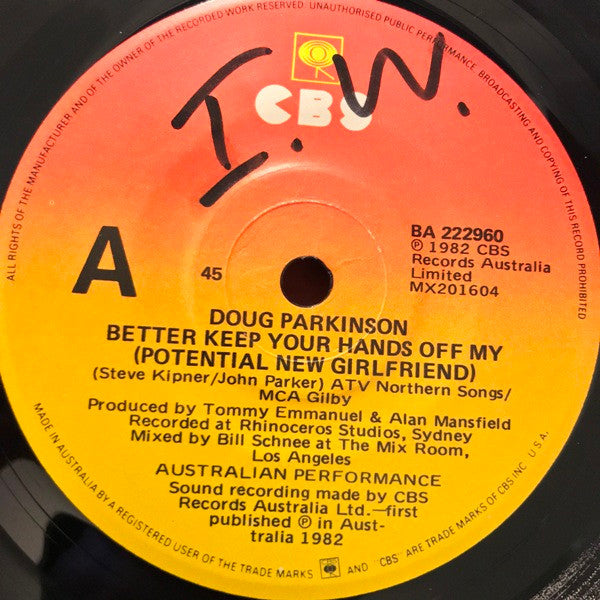 ALL RIGHTS OF THE MANUFACTURER AND OF THE OWNER OF THE RECORDED WORK RESERVED. UNAUTHORISED PUBLIC PERFORMANCE, BROADCASTING AND COPYING OF THIS RECORD PROHIBITED
I. W.
CBS
A
45
BA 222960
℗ 1982 CBS
Records Australia
Limited
MX201604
DOUG PARKINSON
BETTER KEEP YOUR HANDS OFF MY
(POTENTIAL NEW GIRLFRIEND)
(Steve Kipner/John Parker) ATV Northern Songs/
MCA Gilby
Produced by Tommy Emmanuel & Alan Mansfield
Recorded at Rhinoceros Studios, Sydney
Mixed by Bill Schnee at The Mix Room,
Los Angeles
AUSTRALIAN PERFORMANCE
Sound recording made by CBS
Records Australia Ltd.—first
published ℗ in Aust-
ralia 1982
MADE IN AUSTRALIA BY A REGISTERED USER OF THE TRADE MARKS AND 'CBS' ARE TRADE MARKS OF CBS INC. U.S.A.